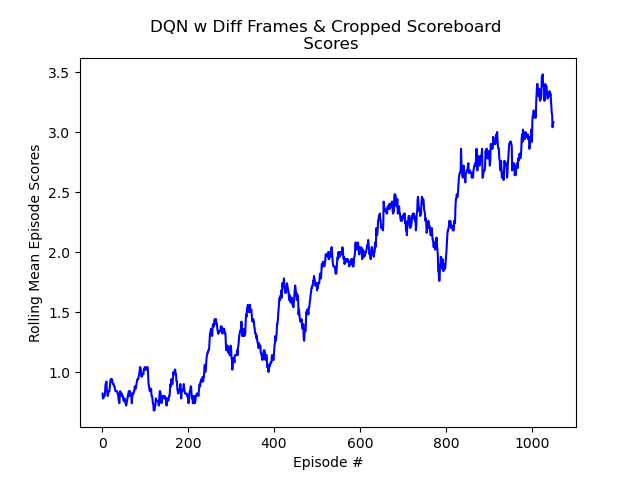 DQN w Diff Frames & Cropped Scoreboard
Scores
Rolling Mean Episode Scores
3.5
3.0
2.5
2.0
1.5
1.0
0 200 400 600 800 1000
Episode #